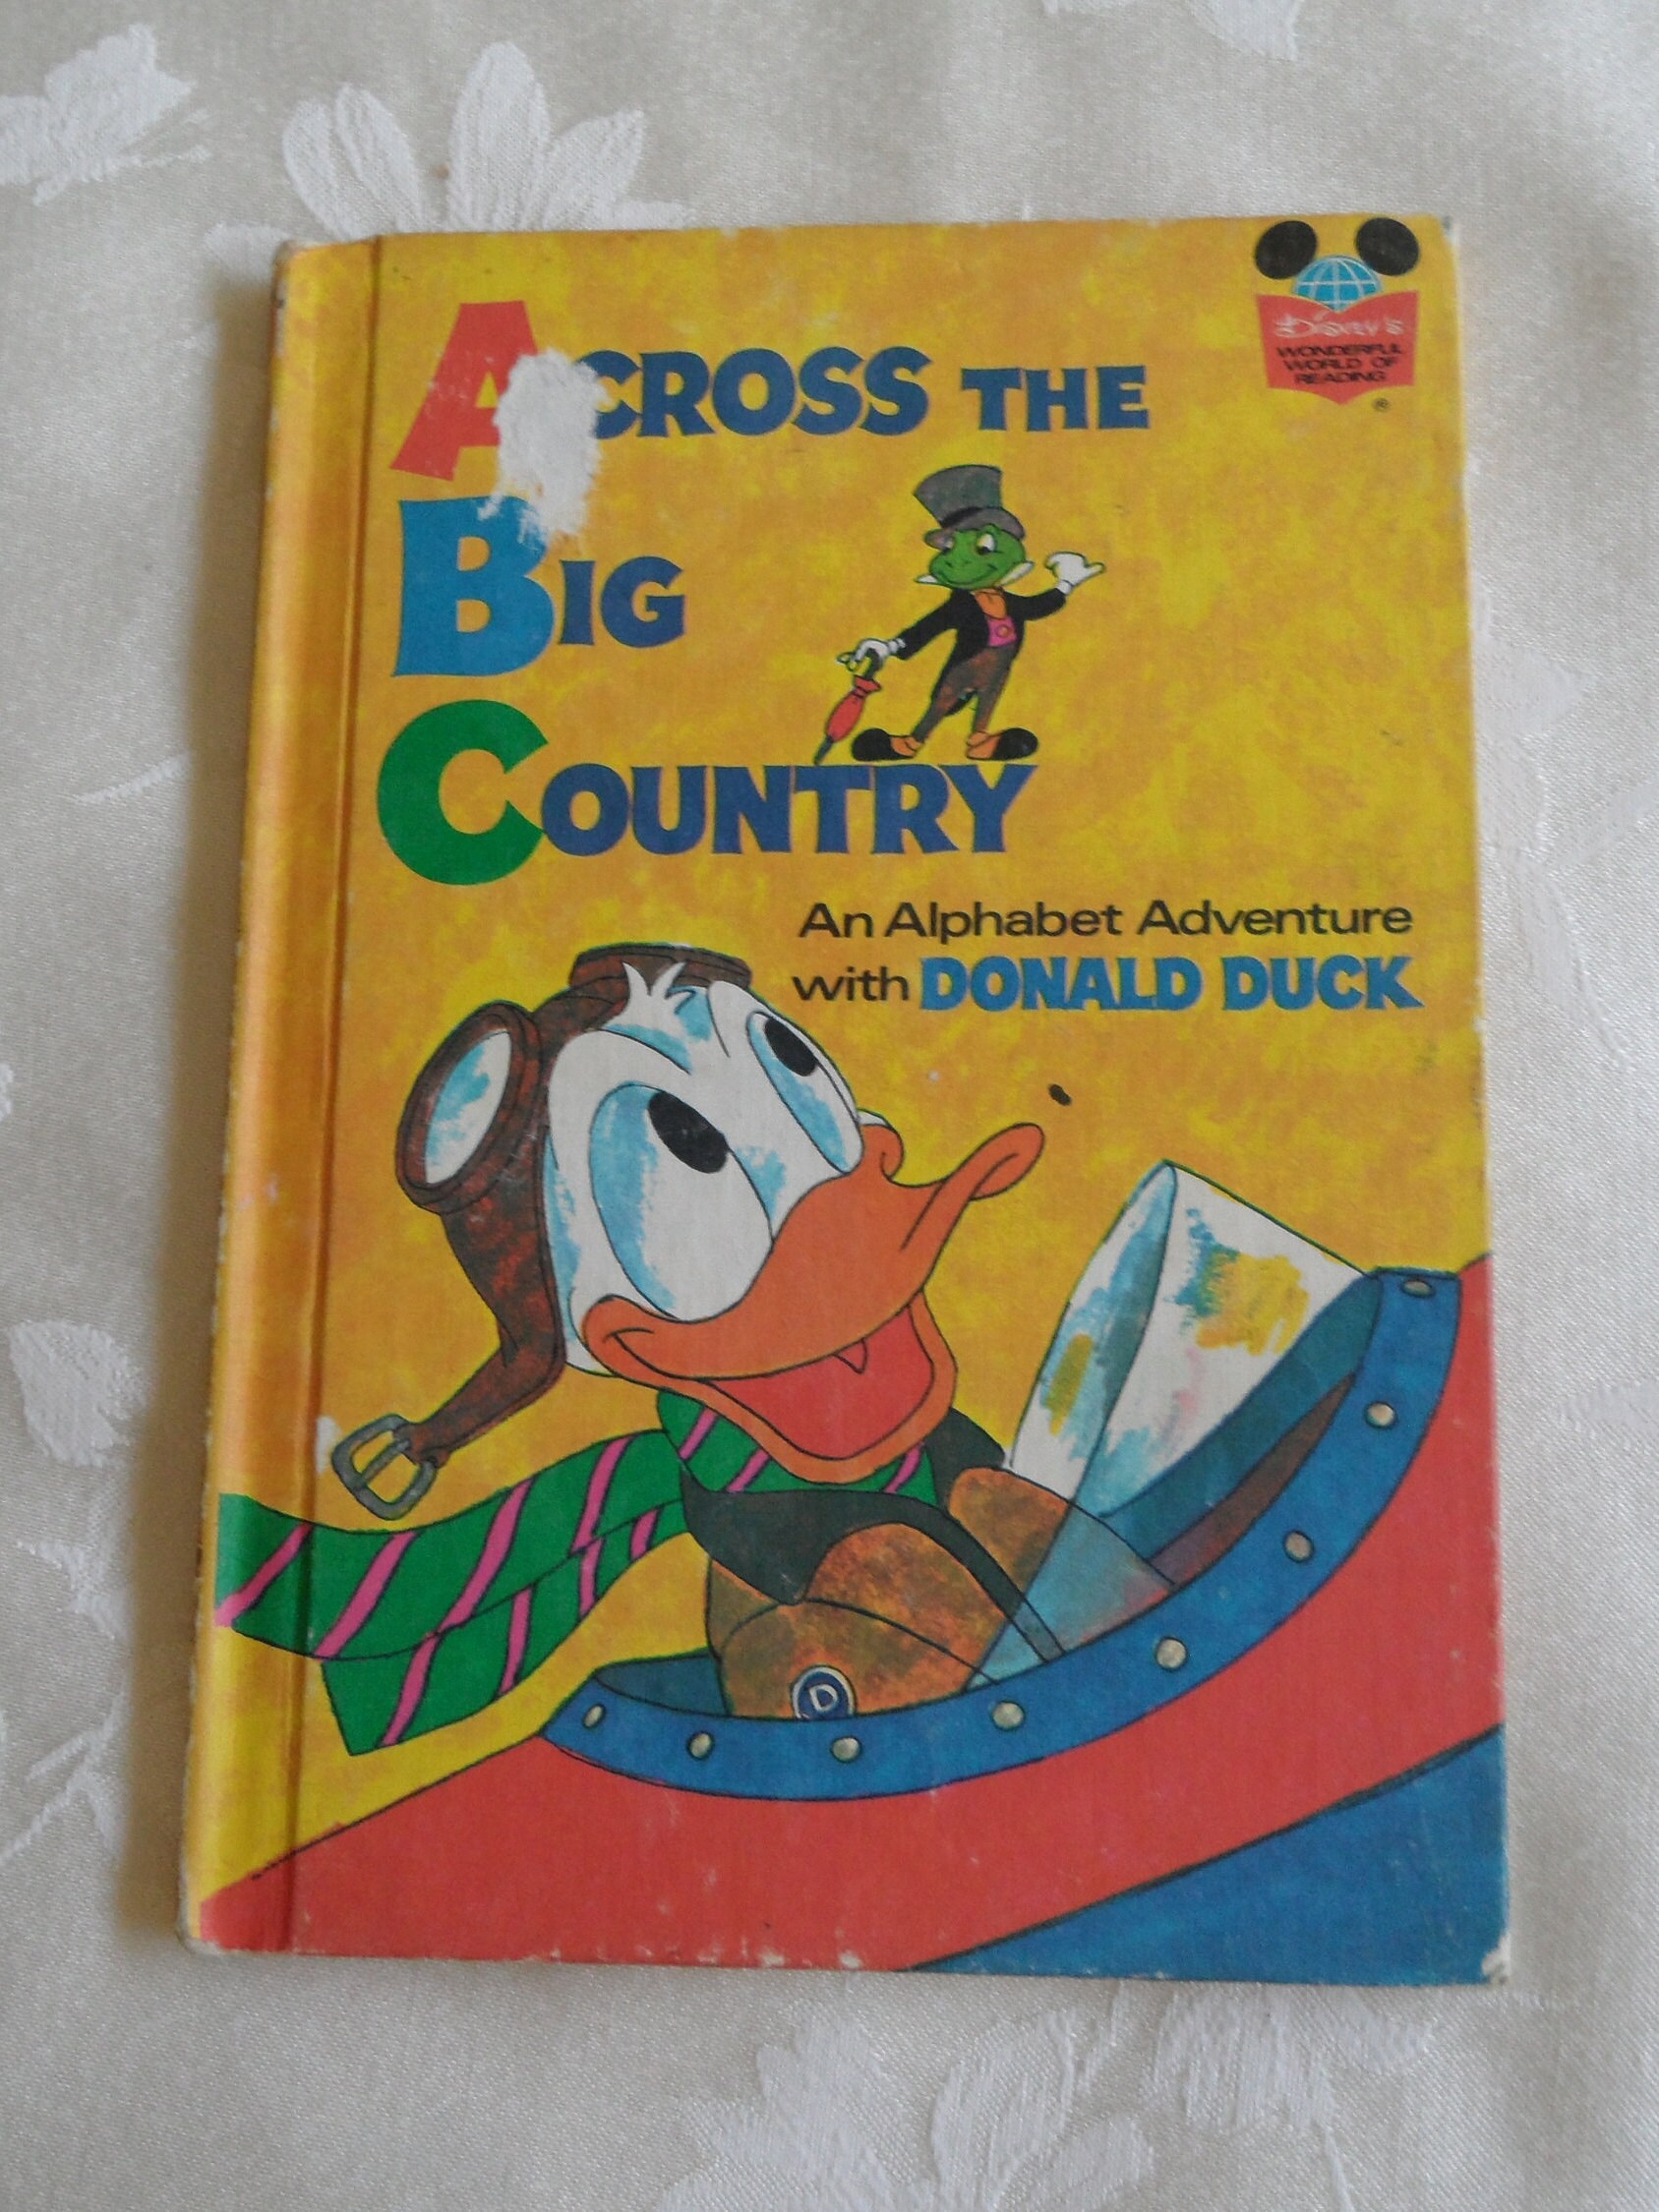 ACROSS THE
BIG
COUNTRY
Disney's
WONDERFUL
WORLD OF
READING
®
An Alphabet Adventure
with DONALD DUCK
D